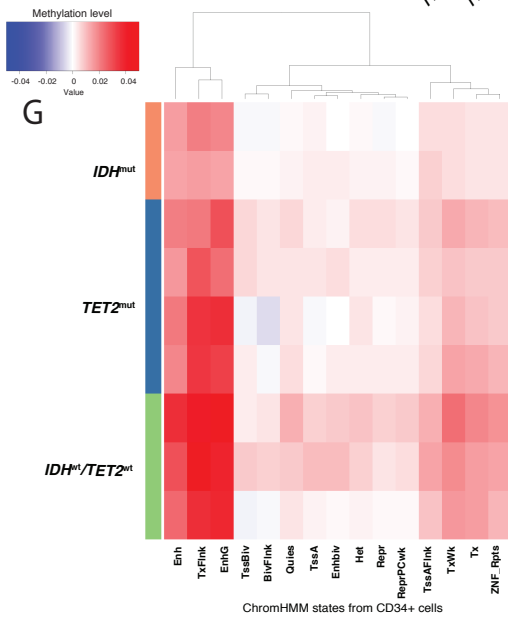 Methylation level
-0.04 -0.02 0 0.02 0.04
Value
G
IDHmut
TET2mut
IDHwt/TET2wt
Enh
TxFlnk
EnhG
TssBiv
BivFlnk
Quies
TssA
Enhbiv
Het
Repr
ReprPCwk
TssAFlnk
TxWk
Tx
ZNF_Rpts
ChromHMM states from CD34+ cells